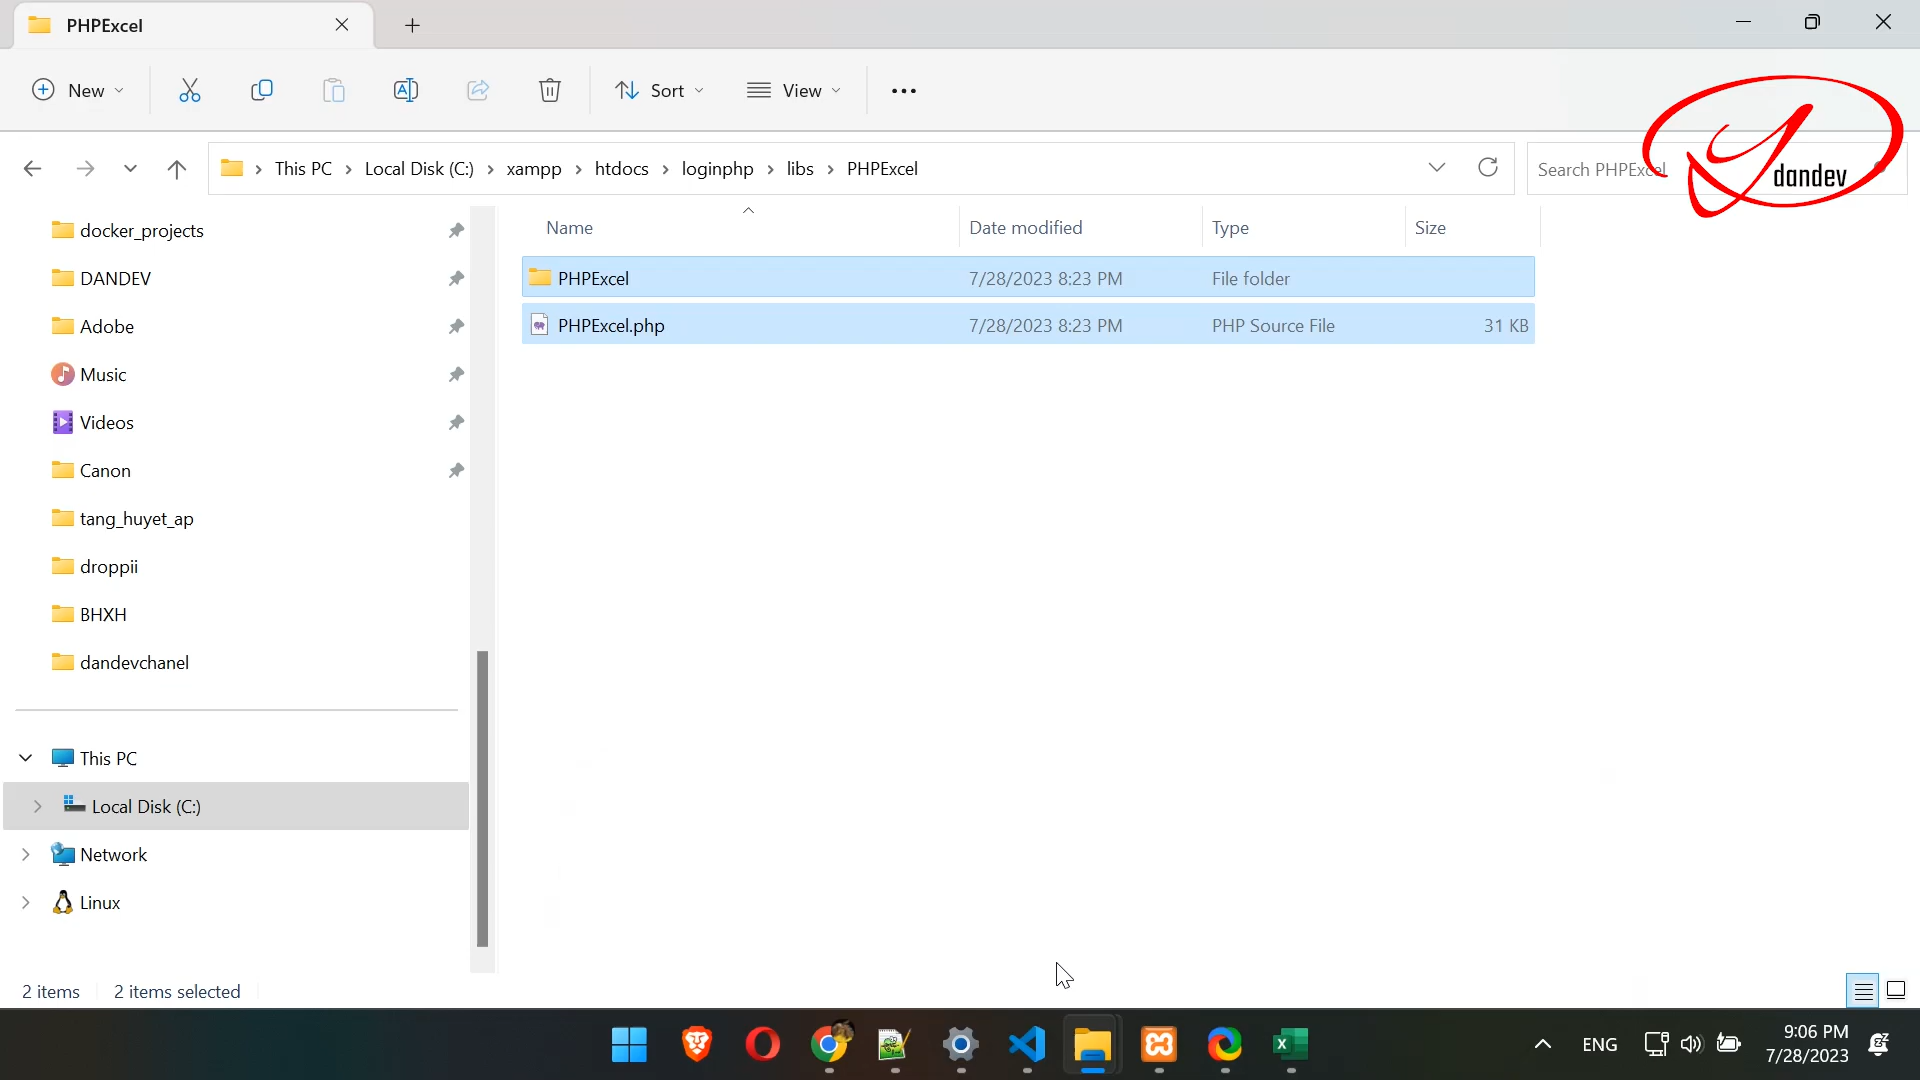 PHPExcel
New
Sort
View
This PC
Local Disk (C:)
xampp
htdocs
loginphp
libs
PHPExcel
Search PHPExcel
dandev
docker_projects
DANDEV
Adobe
Music
Videos
Canon
tang_huyet_ap
droppii
BHXH
dandevchanel
This PC
Local Disk (C:)
Network
Linux
Name Date modified Type Size
PHPExcel 7/28/2023 8:23 PM File folder
PHPExcel.php 7/28/2023 8:23 PM PHP Source File 31 KB
2 items 2 items selected
ENG
9:06 PM
7/28/2023